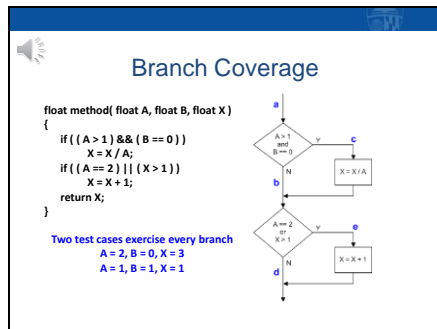 Branch Coverage
float method( float A, float B, float X )
{
if ( ( A > 1 ) && ( B == 0 ) )
X = X / A;
if ( ( A == 2 ) || ( X > 1 ) )
X = X + 1;
return X;
}
Two test cases exercise every branch
A = 2, B = 0, X = 3
A = 1, B = 1, X = 1
a
A > 1
and
B == 0
Y
c
X = X / A
N
b
A == 2
or
X > 1
Y
e
X = X + 1
N
d